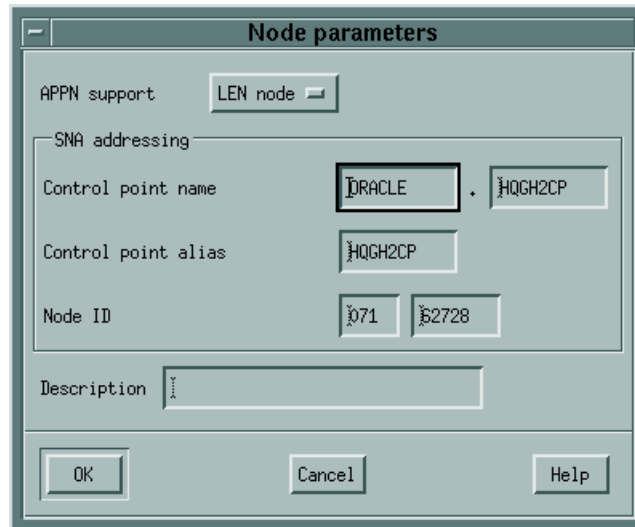 Node parameters
APPN support LEN node
SNA addressing
Control point name ORACLE . HQGH2CP
Control point alias HQGH2CP
Node ID 071 62728
Description
OK Cancel Help